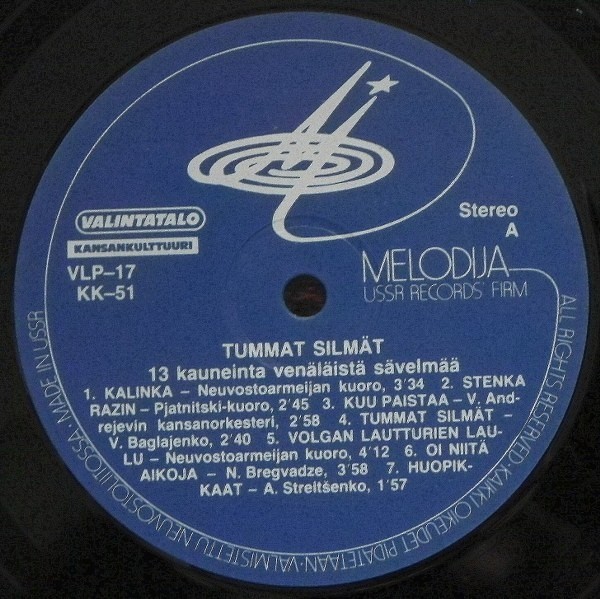 VALINTATALO
KANSANKULTTUURI
VLP–17
KK–51
Stereo
A
MELODIJA
USSR RECORDS' FIRM
TUMMAT SILMÄT
13 kauneinta venäläistä sävelmää
1. KALINKA – Neuvostoarmeijan kuoro, 3'34 2. STENKA
RAZIN – Pjatnitski-kuoro, 2'45 3. KUU PAISTAA – V. And-
rejevin kansanorkesteri, 2'58 4. TUMMAT SILMÄT –
V. Baglajenko, 2'40 5. VOLGAN LAUTTURIEN LAU-
LU – Neuvostoarmeijan kuoro, 4'12 6. OI NIITÄ
AIKOJA – N. Bregvadze, 3'58 7. HUOPIK-
KAAT – A. Streitšenko, 1'57
ALL RIGHTS RESERVED·KAIKKI OIKEUDET PIDÄTETÄÄN·VALMISTETTU NEUVOSTOLIITOSSA·MADE IN USSR